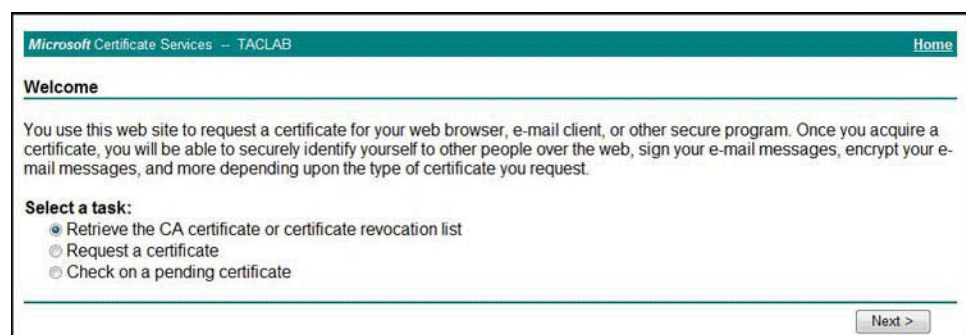 Microsoft Certificate Services -- TACLAB Home
Welcome
You use this web site to request a certificate for your web browser, e-mail client, or other secure program. Once you acquire a
certificate, you will be able to securely identify yourself to other people over the web, sign your e-mail messages, encrypt your e-
mail messages, and more depending upon the type of certificate you request.
Select a task:
Retrieve the CA certificate or certificate revocation list
Request a certificate
Check on a pending certificate
Next >